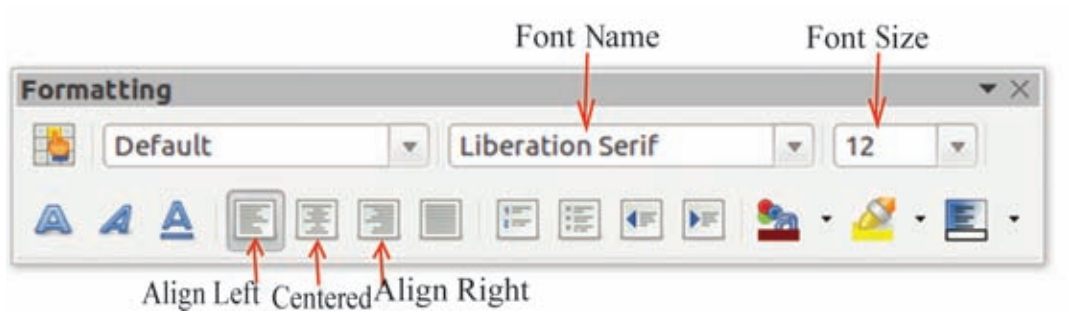 Font Name Font Size
Formatting
Default Liberation Serif 12
Align Left Centered Align Right